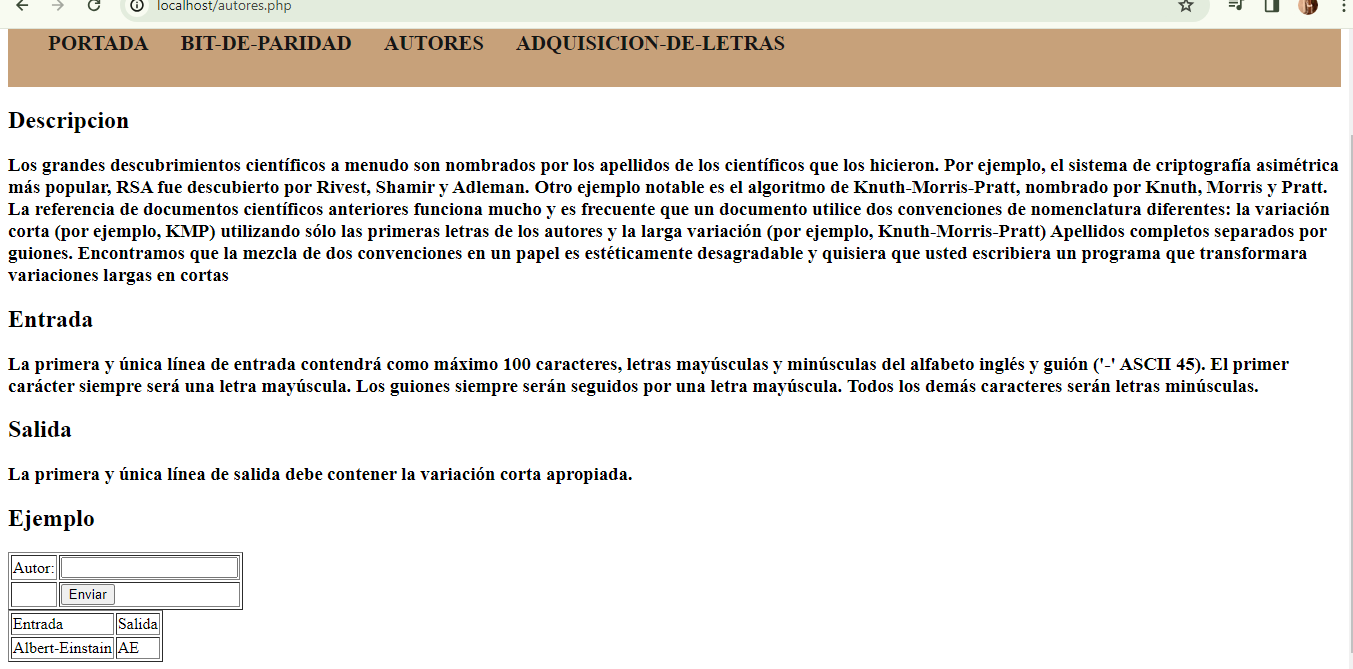 localhost/autores.php
PORTADA BIT-DE-PARIDAD AUTORES ADQUISICION-DE-LETRAS
Descripcion
Los grandes descubrimientos científicos a menudo son nombrados por los apellidos de los científicos que los hicieron. Por ejemplo, el sistema de criptografía asimétrica
más popular, RSA fue descubierto por Rivest, Shamir y Adleman. Otro ejemplo notable es el algoritmo de Knuth-Morris-Pratt, nombrado por Knuth, Morris y Pratt.
La referencia de documentos científicos anteriores funciona mucho y es frecuente que un documento utilice dos convenciones de nomenclatura diferentes: la variación
corta (por ejemplo, KMP) utilizando sólo las primeras letras de los autores y la larga variación (por ejemplo, Knuth-Morris-Pratt) Apellidos completos separados por
guiones. Encontramos que la mezcla de dos convenciones en un papel es estéticamente desagradable y quisiera que usted escribiera un programa que transformara
variaciones largas en cortas
Entrada
La primera y única línea de entrada contendrá como máximo 100 caracteres, letras mayúsculas y minúsculas del alfabeto inglés y guión ('-' ASCII 45). El primer
carácter siempre será una letra mayúscula. Los guiones siempre serán seguidos por una letra mayúscula. Todos los demás caracteres serán letras minúsculas.
Salida
La primera y única línea de salida debe contener la variación corta apropiada.
Ejemplo
Autor:
Enviar
Entrada Salida
Albert-Einstain AE